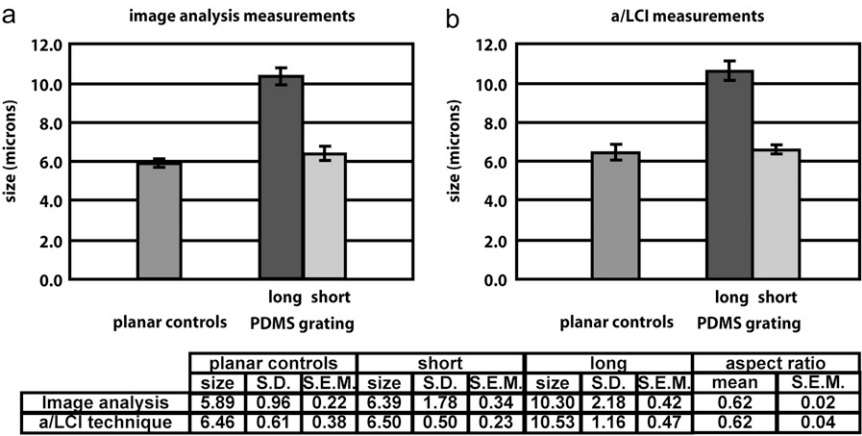 a
image analysis measurements
size (microns)
12.0
10.0
8.0
6.0
4.0
2.0
0.0
long short
planar controls PDMS grating
b
a/LCI measurements
size (microns)
12.0
10.0
8.0
6.0
4.0
2.0
0.0
long short
planar controls PDMS grating
planar controls short long aspect ratio
size S.D. S.E.M. size S.D. S.E.M. size S.D. S.E.M. mean S.E.M.
Image analysis 5.89 0.96 0.22 6.39 1.78 0.34 10.30 2.18 0.42 0.62 0.02
a/LCI technique 6.46 0.61 0.38 6.50 0.50 0.23 10.53 1.16 0.47 0.62 0.04